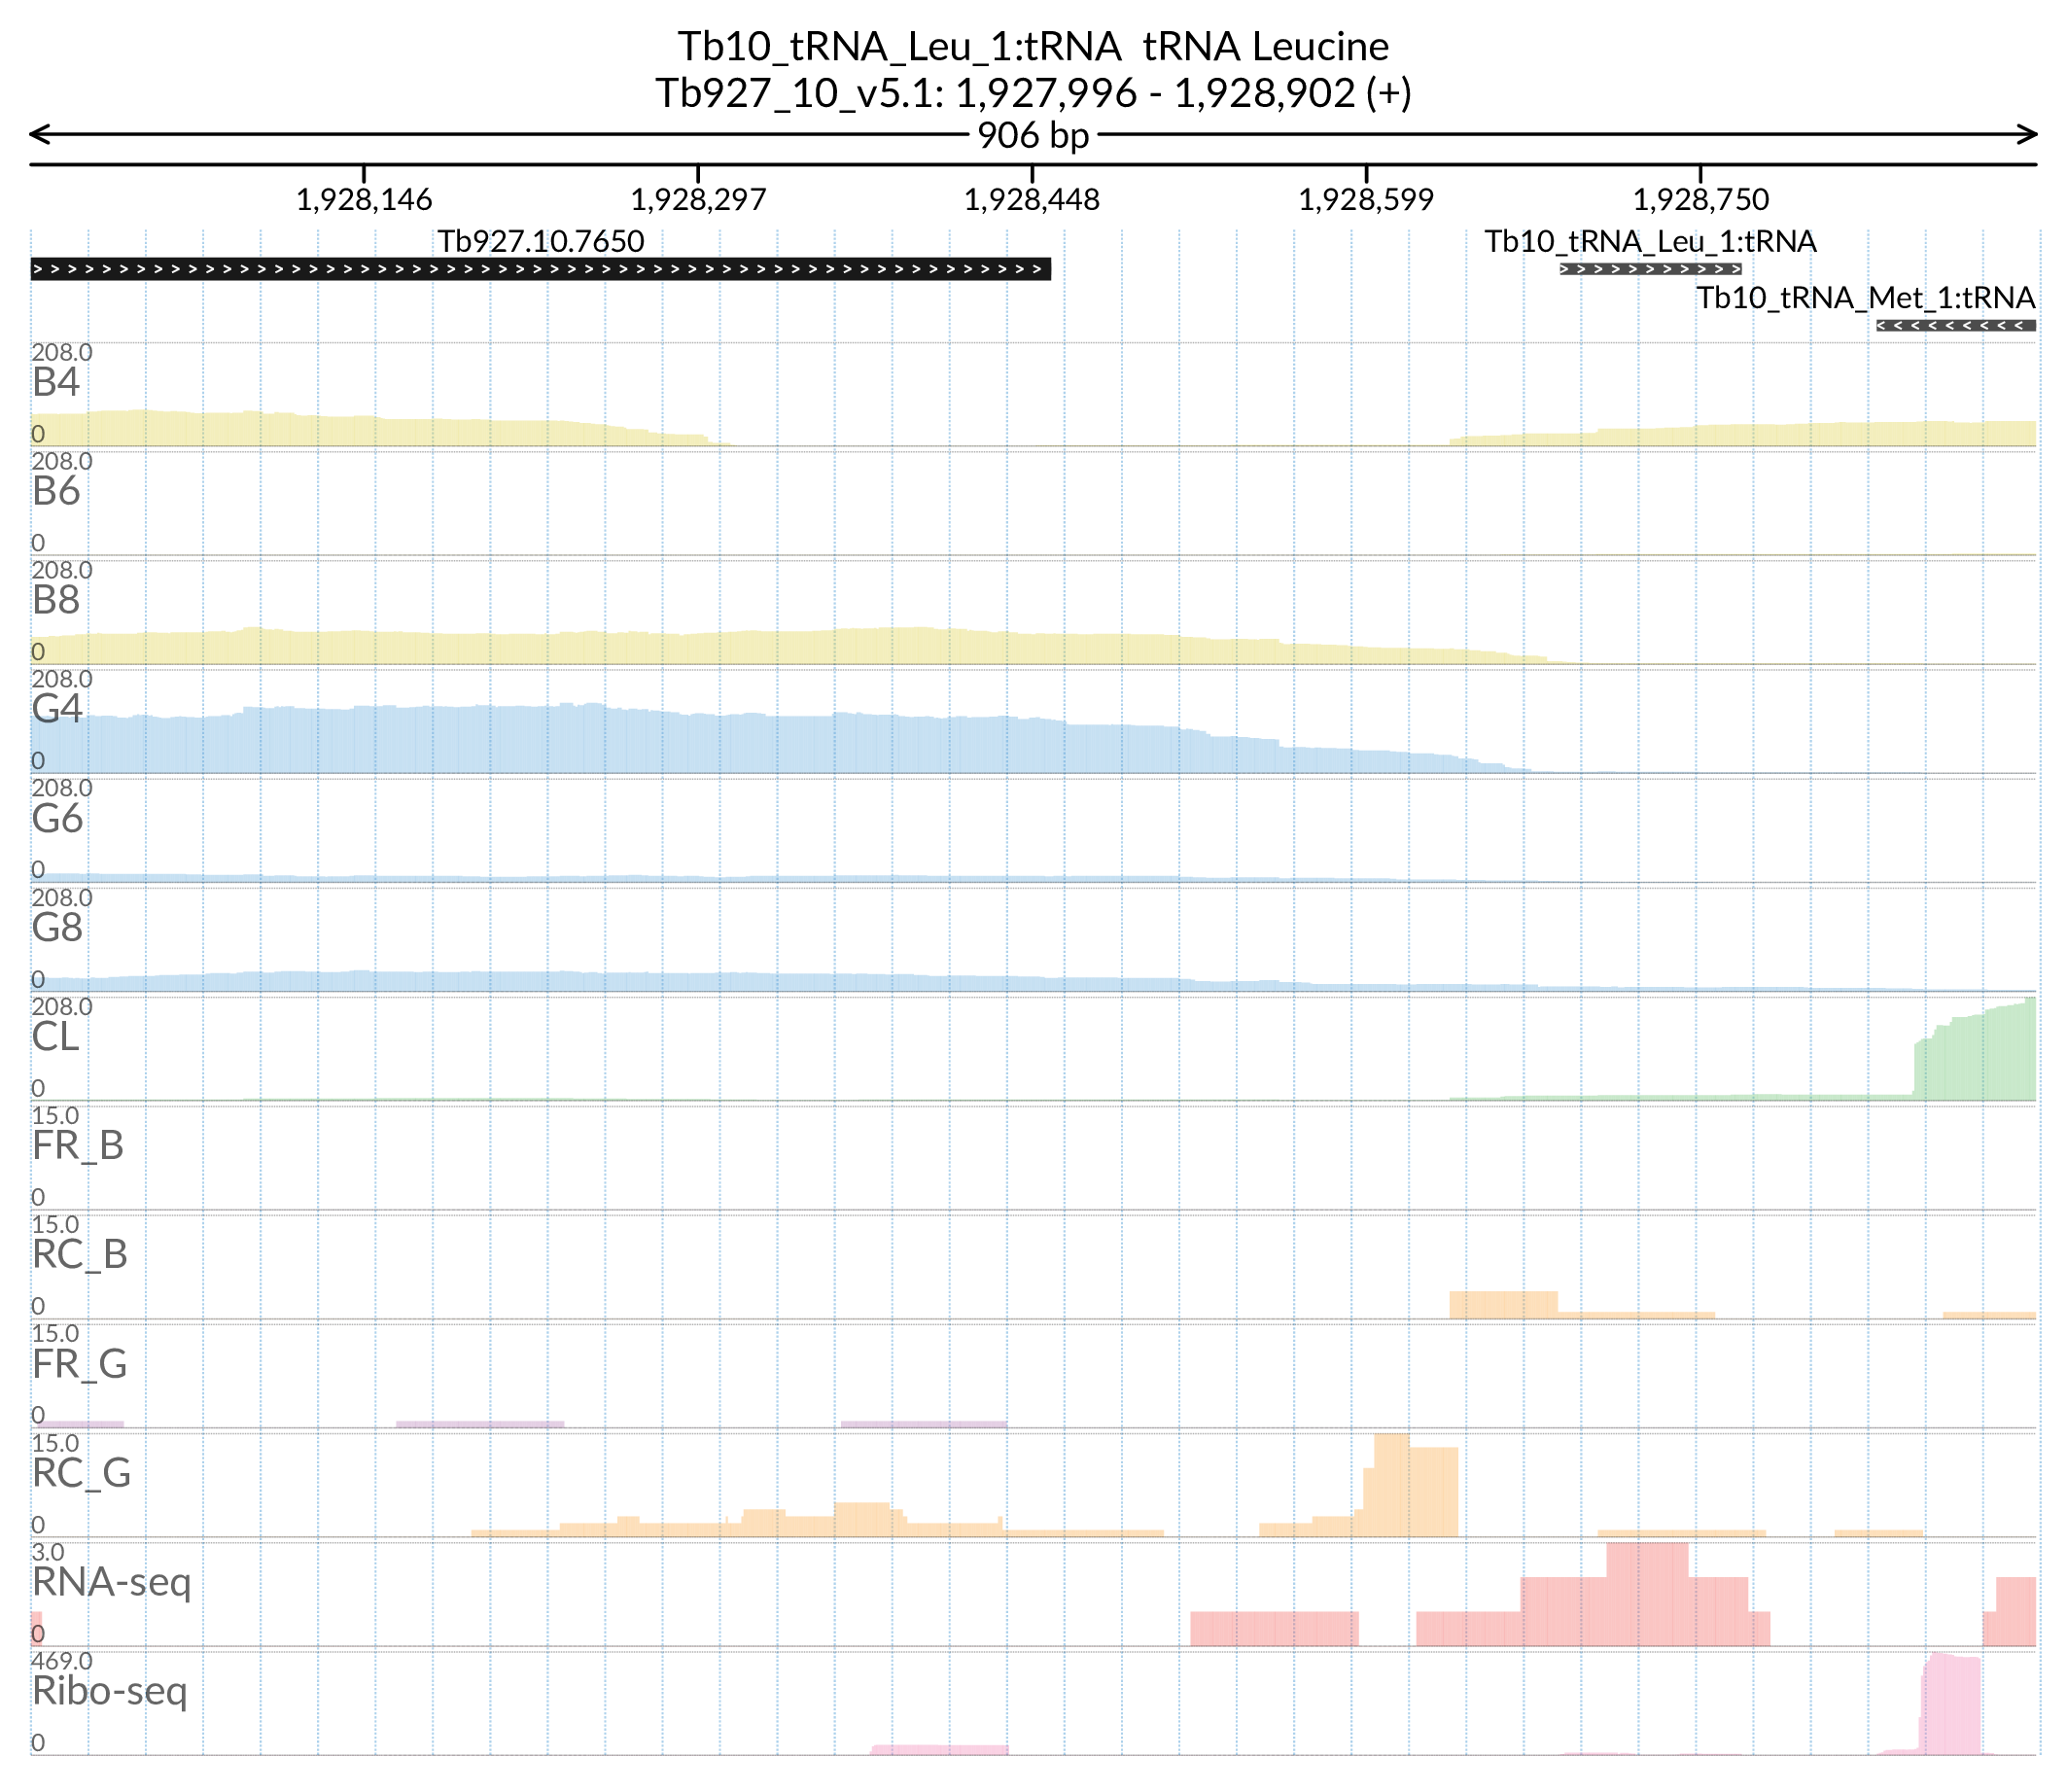 Tb10_tRNA_Leu_1:tRNA tRNA Leucine
Tb927_10_v5.1: 1,927,996 - 1,928,902 (+)
906 bp
1,928,146 1,928,297 1,928,448 1,928,599 1,928,750
Tb927.10.7650 Tb10_tRNA_Leu_1:tRNA
Tb10_tRNA_Met_1:tRNA
208.0
B4
0
208.0
B6
0
208.0
B8
0
208.0
G4
0
208.0
G6
0
208.0
G8
0
208.0
CL
0
15.0
FR_B
0
15.0
RC_B
0
15.0
FR_G
0
15.0
RC_G
0
3.0
RNA-seq
0
469.0
Ribo-seq
0